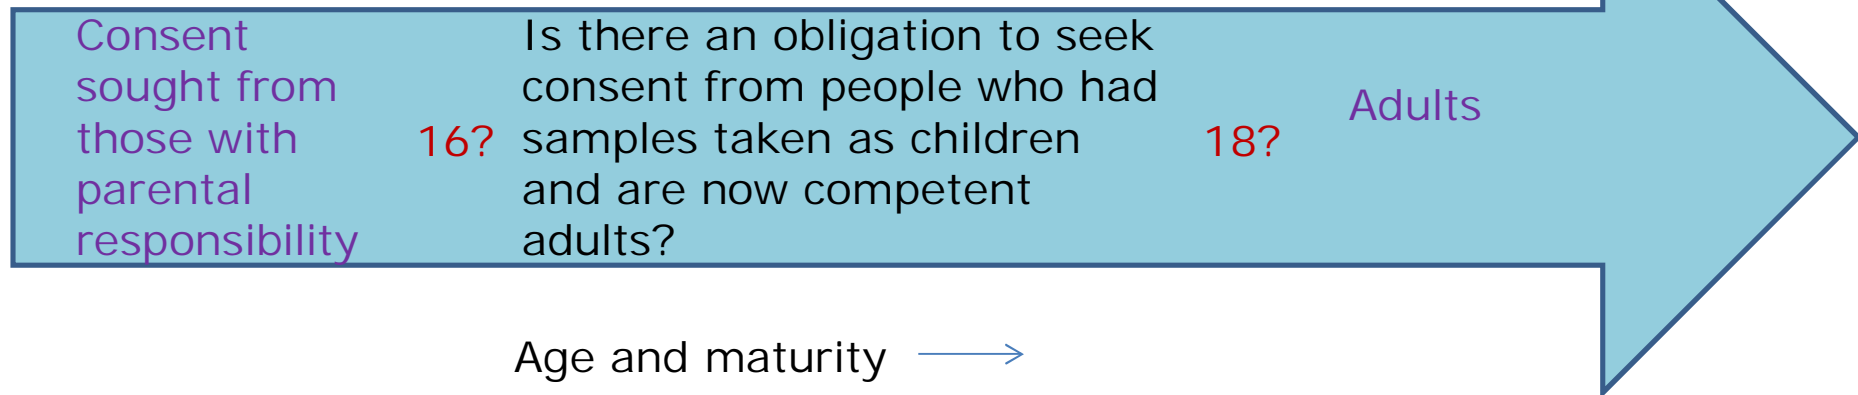 Consent
sought from
those with
parental
responsibility
16?
Is there an obligation to seek
consent from people who had
samples taken as children
and are now competent
adults?
18?
Adults
Age and maturity